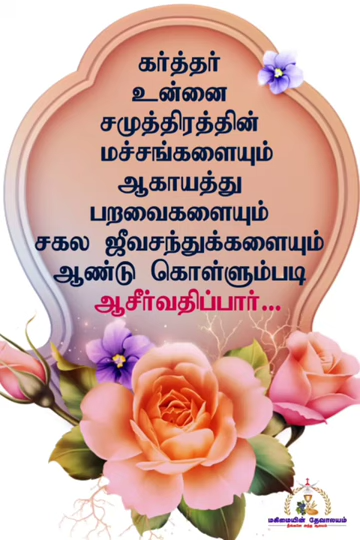 கர்த்தர்
உன்னை
சமுத்திரத்தின்
மச்சங்களையும்
ஆகாயத்து
பறவைகளையும்
சகல ஜீவசந்துக்களையும்
ஆண்டு கொள்ளும்படி
ஆசீர்வதிப்பார்...
மகிமையின் தேவாலயம்